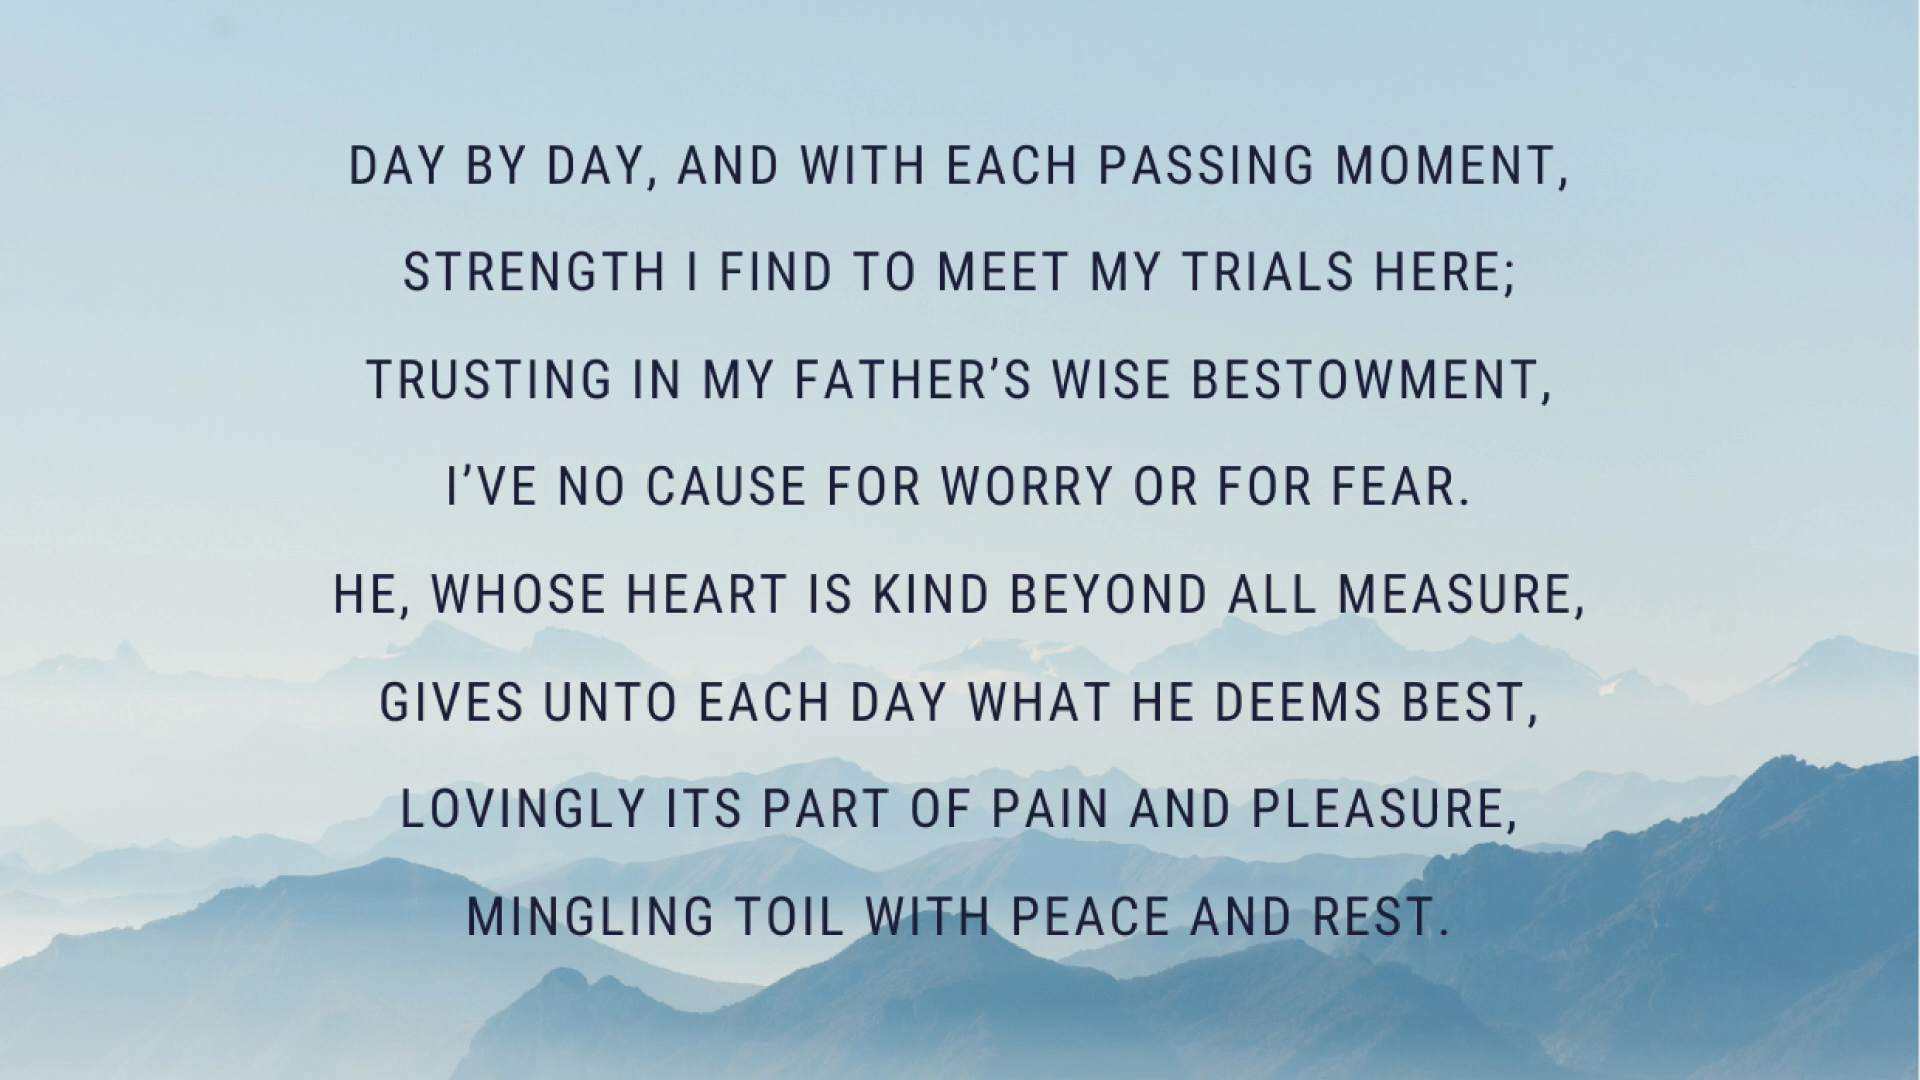 DAY BY DAY, AND WITH EACH PASSING MOMENT,
STRENGTH I FIND TO MEET MY TRIALS HERE;
TRUSTING IN MY FATHER’S WISE BESTOWMENT,
I’VE NO CAUSE FOR WORRY OR FOR FEAR.
HE, WHOSE HEART IS KIND BEYOND ALL MEASURE,
GIVES UNTO EACH DAY WHAT HE DEEMS BEST,
LOVINGLY ITS PART OF PAIN AND PLEASURE,
MINGLING TOIL WITH PEACE AND REST.